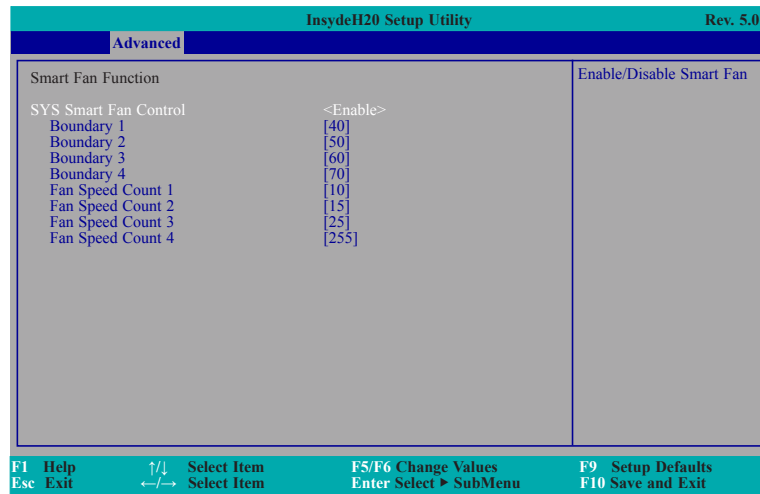 InsydeH20 Setup Utility Rev. 5.0
Advanced
Smart Fan Function
Enable/Disable Smart Fan
SYS Smart Fan Control <Enable>
Boundary 1 [40]
Boundary 2 [50]
Boundary 3 [60]
Boundary 4 [70]
Fan Speed Count 1 [10]
Fan Speed Count 2 [15]
Fan Speed Count 3 [25]
Fan Speed Count 4 [255]
F1 Help ↑/↓ Select Item F5/F6 Change Values F9 Setup Defaults
Esc Exit ←/→ Select Item Enter Select ► SubMenu F10 Save and Exit